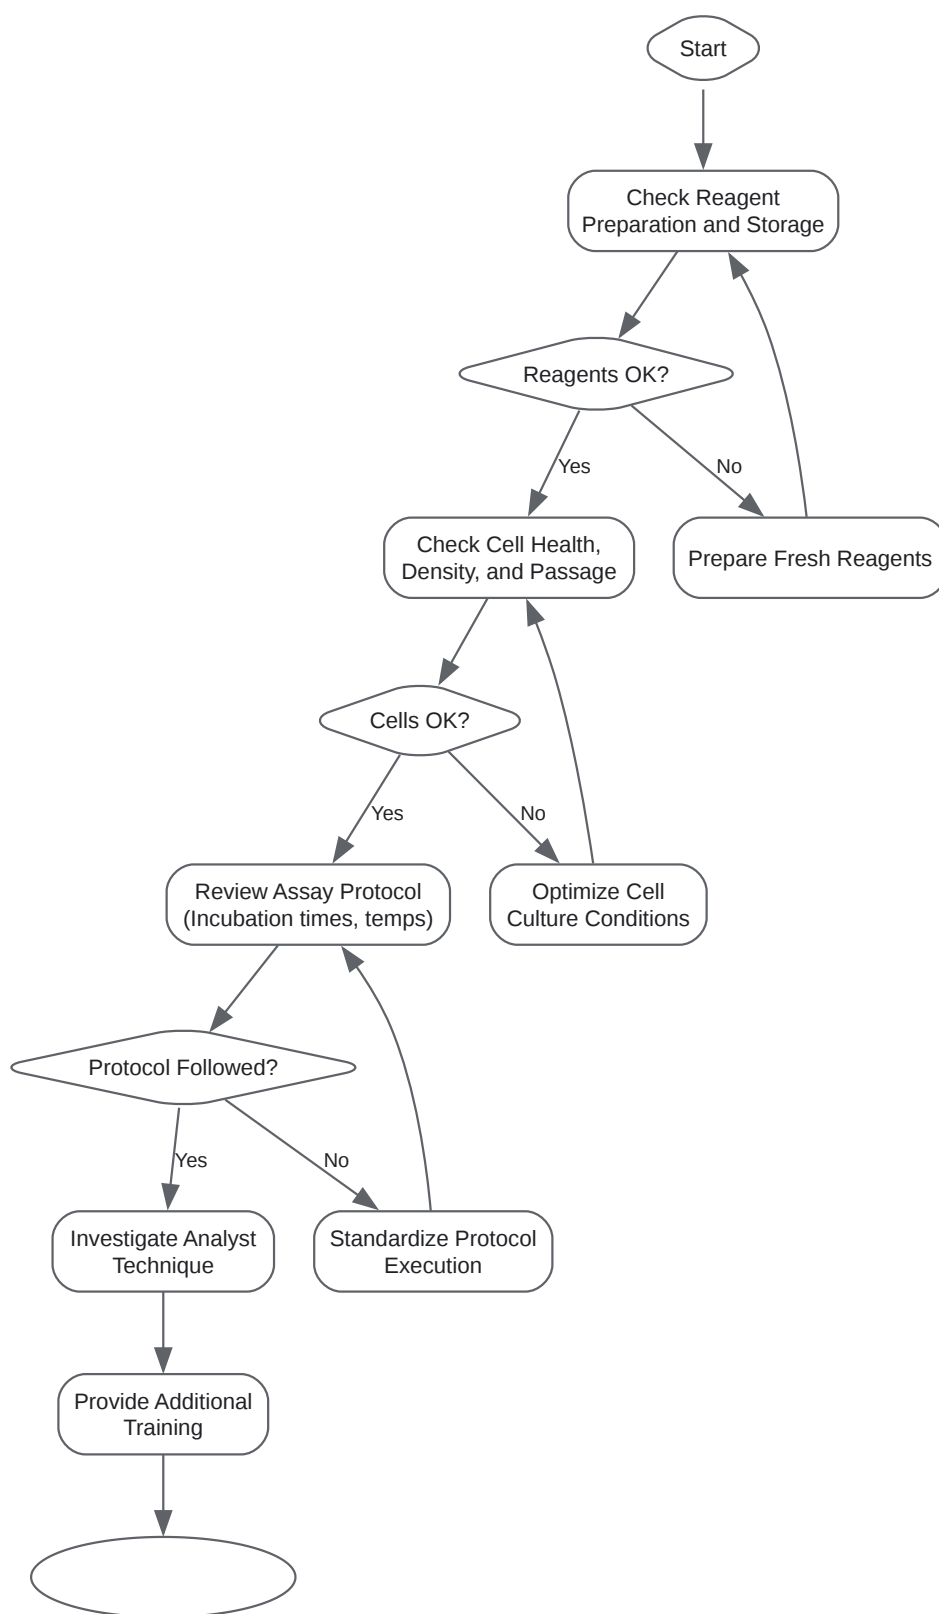 Start
Check Reagent
Preparation and Storage
Reagents OK?
Yes
No
Check Cell Health,
Density, and Passage
Prepare Fresh Reagents
Cells OK?
Yes
No
Review Assay Protocol
(Incubation times, temps)
Optimize Cell
Culture Conditions
Protocol Followed?
Yes
No
Investigate Analyst
Technique
Standardize Protocol
Execution
Provide Additional
Training